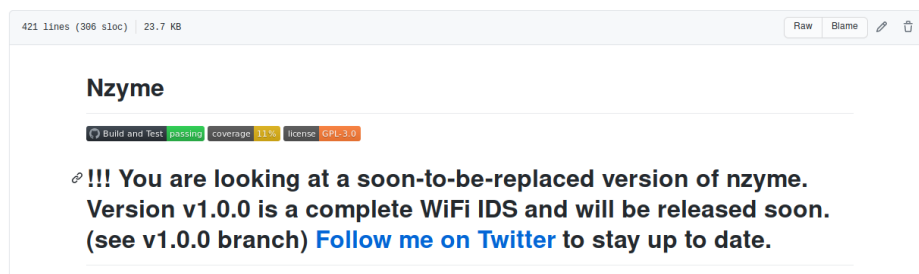 421 lines (306 sloc) 23.7 KB Raw Blame
Nzyme
Build and Test passing coverage 11% license GPL-3.0
!!! You are looking at a soon-to-be-replaced version of nzyme.
Version v1.0.0 is a complete WiFi IDS and will be released soon.
(see v1.0.0 branch) Follow me on Twitter to stay up to date.